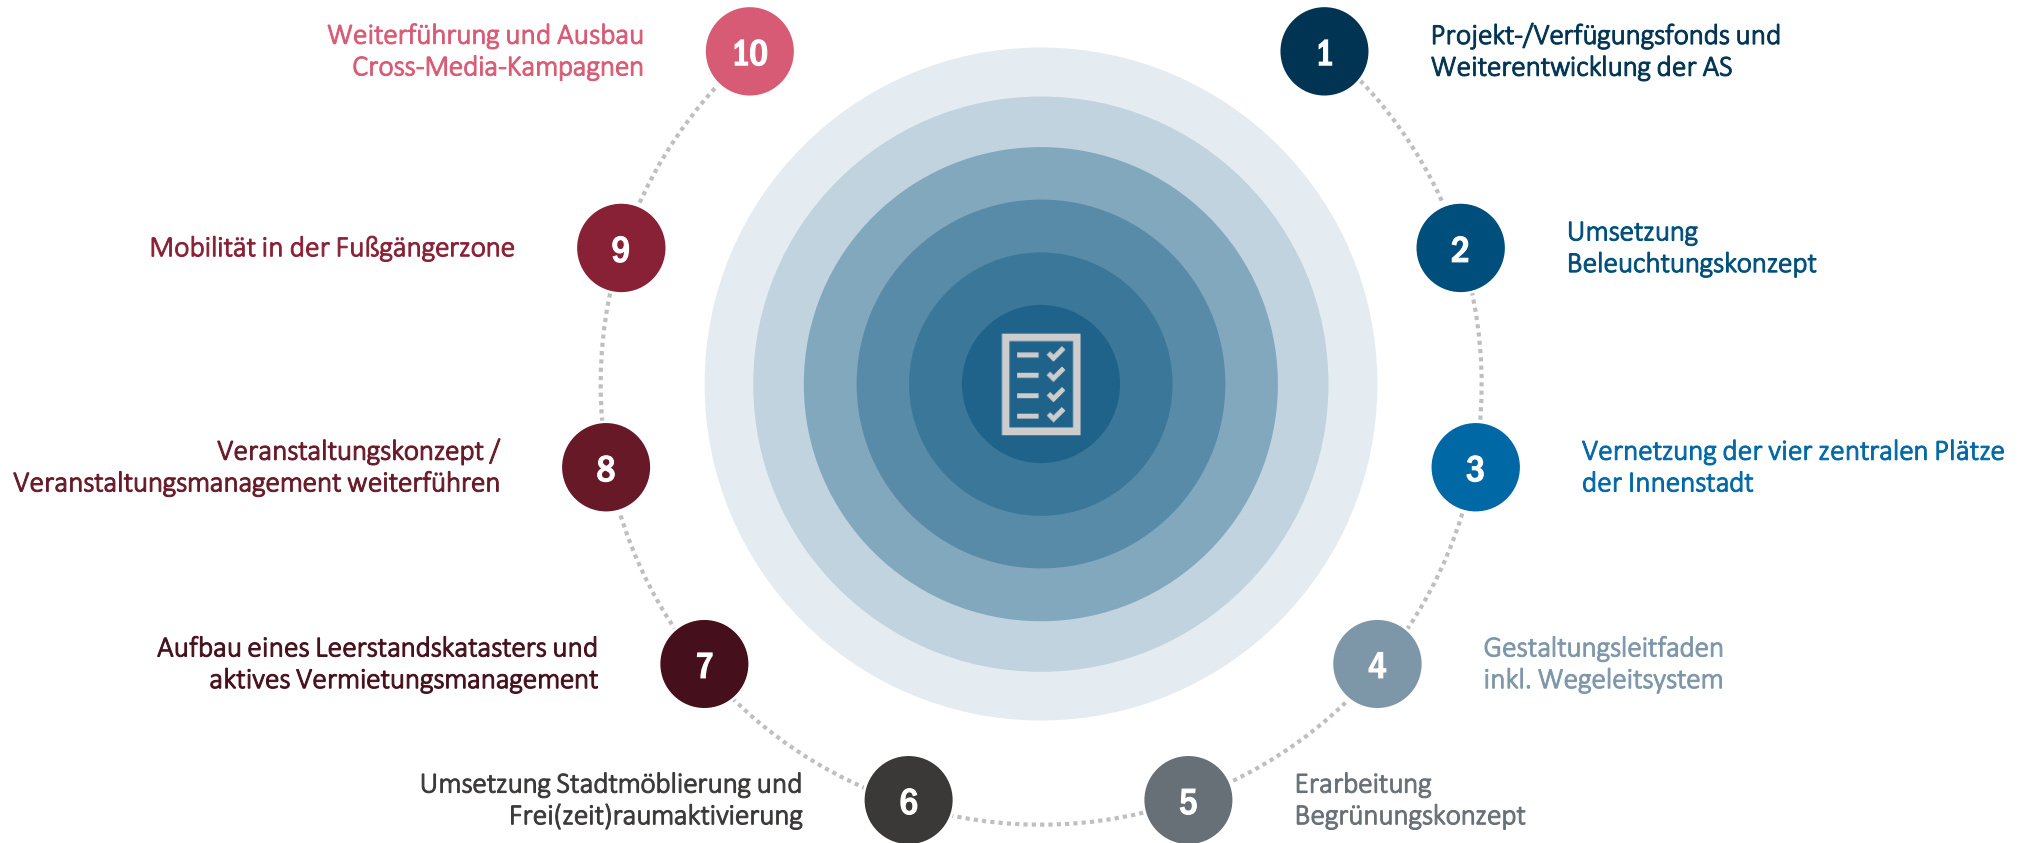 1
Projekt-/Verfügungsfonds und
Weiterentwicklung der AS
2
Umsetzung
Beleuchtungskonzept
3
Vernetzung der vier zentralen Plätze
der Innenstadt
4
Gestaltungsleitfaden
inkl. Wegeleitsystem
5
Erarbeitung
Begrünungskonzept
6
Umsetzung Stadtmöblierung und
Frei(zeit)raumaktivierung
7
Aufbau eines Leerstandskatasters und
aktives Vermietungsmanagement
8
Veranstaltungskonzept /
Veranstaltungsmanagement weiterführen
9
Mobilität in der Fußgängerzone
10
Weiterführung und Ausbau
Cross-Media-Kampagnen